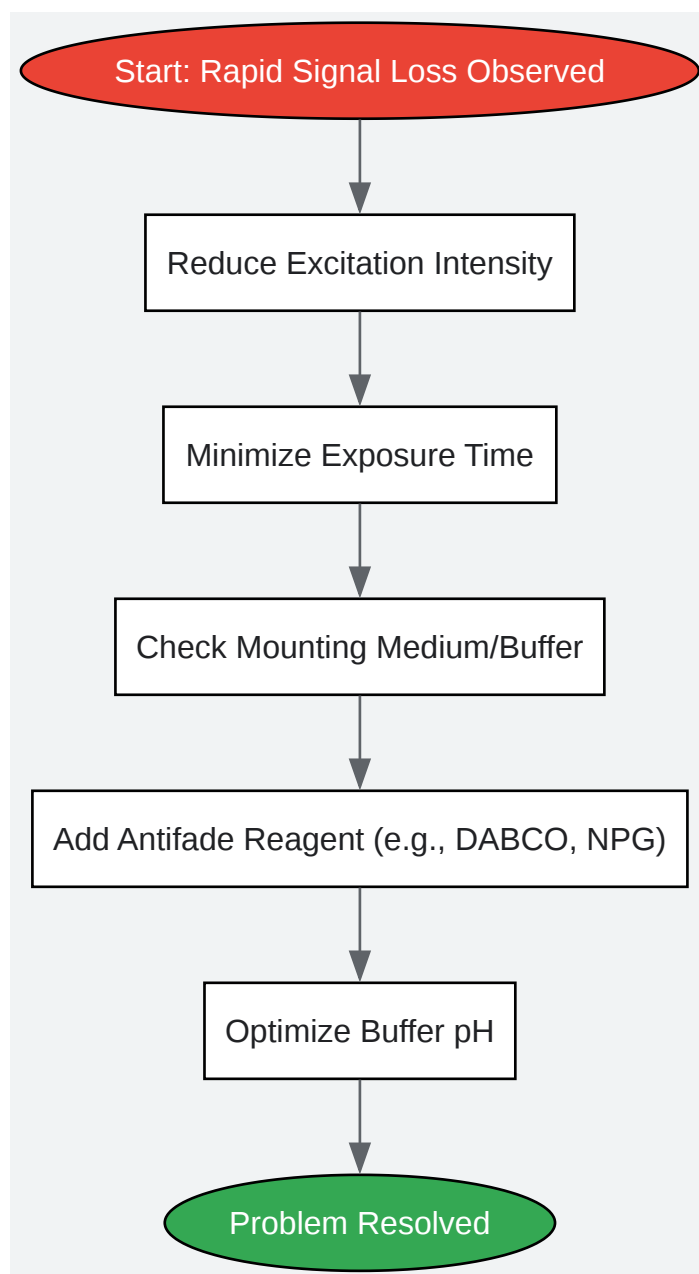 Start: Rapid Signal Loss Observed
Reduce Excitation Intensity
Minimize Exposure Time
Check Mounting Medium/Buffer
Add Antifade Reagent (e.g., DABCO, NPG)
Optimize Buffer pH
Problem Resolved